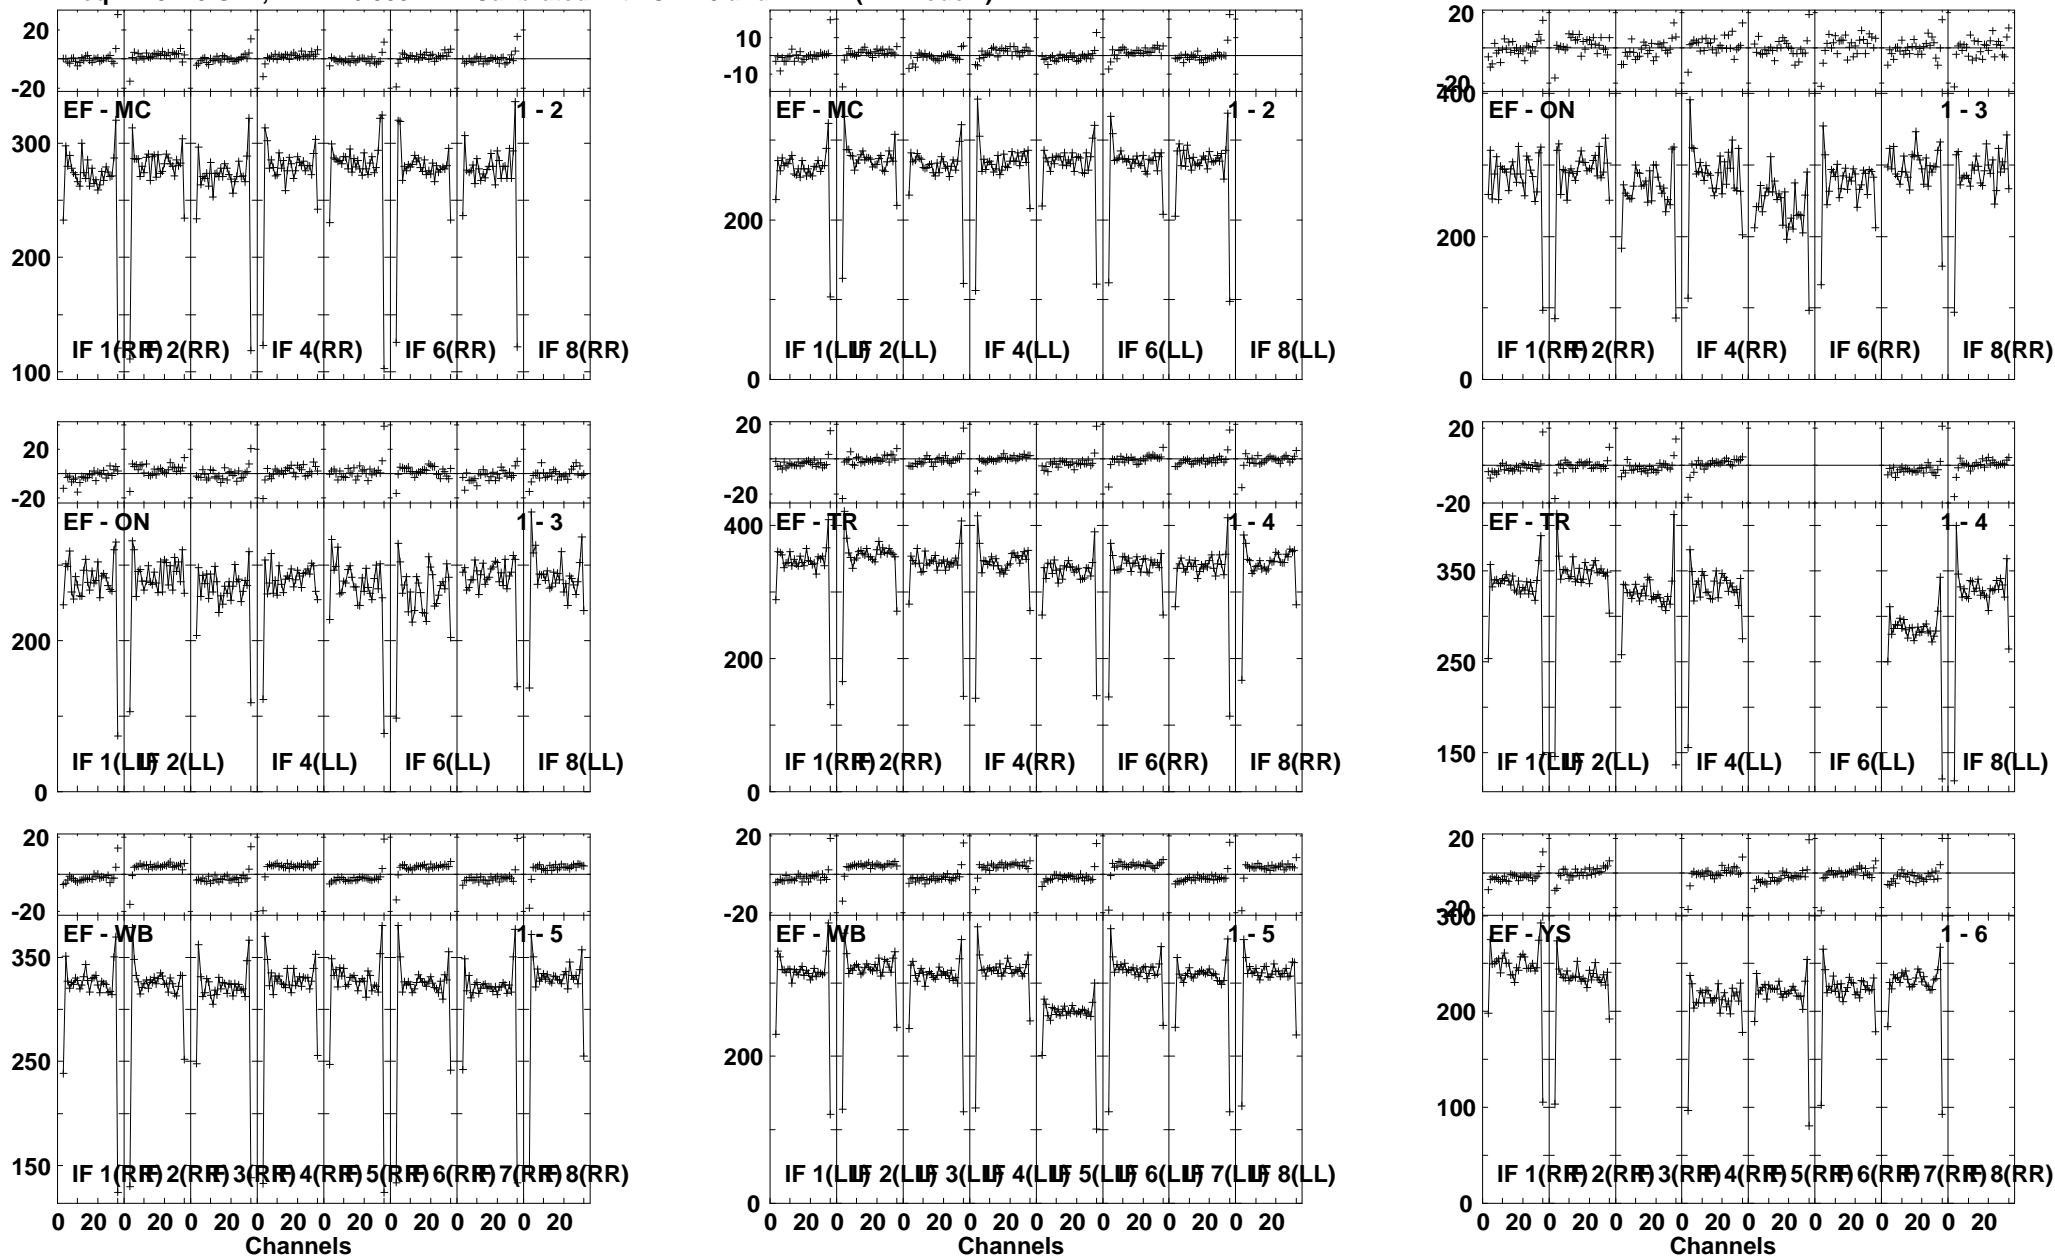 20
-20
EF - MC 1 - 2
300
200
100
IF 1(RR) IF 2(RR) IF 4(RR) IF 6(RR) IF 8(RR)
10
-10
EF - MC 1 - 2
200
0
IF 1(LL) IF 2(LL) IF 4(LL) IF 6(LL) IF 8(LL)
20
-20
400
EF - ON 1 - 3
300
200
0
IF 1(RR) IF 2(RR) IF 4(RR) IF 6(RR) IF 8(RR)
20
-20
EF - ON 1 - 3
200
0
IF 1(LL) IF 2(LL) IF 4(LL) IF 6(LL) IF 8(LL)
20
-20
EF - TR 1 - 4
400
200
0
IF 1(RR) IF 2(RR) IF 4(RR) IF 6(RR) IF 8(RR)
20
-20
EF - TR 1 - 4
350
250
150
IF 1(LL) IF 2(LL) IF 4(LL) IF 6(LL) IF 8(LL)
20
-20
EF - WB 1 - 5
350
250
150
IF 1(RR) IF 2(RR) IF 3(RR) IF 4(RR) IF 5(RR) IF 6(RR) IF 7(RR) IF 8(RR)
0 20 0 20 0 20 0 20 0 20 0 20 0 20 0 20
Channels
20
-20
EF - WB 1 - 5
200
0
IF 1(LL) IF 2(LL) IF 3(LL) IF 4(LL) IF 5(LL) IF 6(LL) IF 7(LL) IF 8(LL)
0 20 0 20 0 20 0 20 0 20 0 20 0 20 0 20
Channels
20
-20
300
EF - YS 1 - 6
200
100
0
IF 1(RR) IF 2(RR) IF 3(RR) IF 4(RR) IF 5(RR) IF 6(RR) IF 7(RR) IF 8(RR)
0 20 0 20 0 20 0 20 0 20 0 20 0 20 0 20
Channels